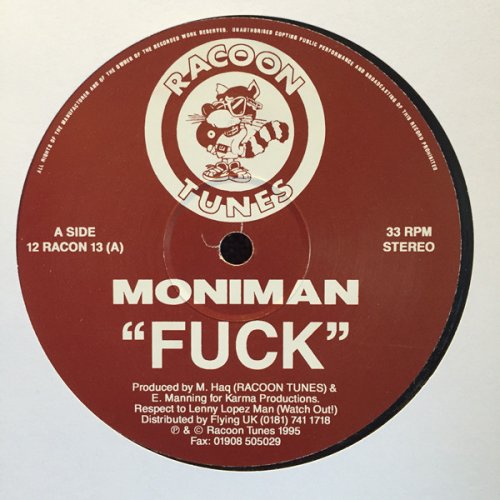 ALL RIGHTS OF THE MANUFACTURER AND OF THE OWNER OF THE RECORDED WORK RESERVED. UNAUTHORISED COPYING PUBLIC PERFORMANCE AND BROADCASTING OF THIS RECORD PROHIBITED.
RACOON
TUNES
A SIDE
12 RACON 13 (A)
33 RPM
STEREO
MONIMAN
“FUCK”
Produced by M. Haq (RACOON TUNES) &
E. Manning for Karma Productions.
Respect to Lenny Lopez Man (Watch Out!)
Distributed by Flying UK (0181) 741 1718
℗ & © Racoon Tunes 1995
Fax: 01908 505029